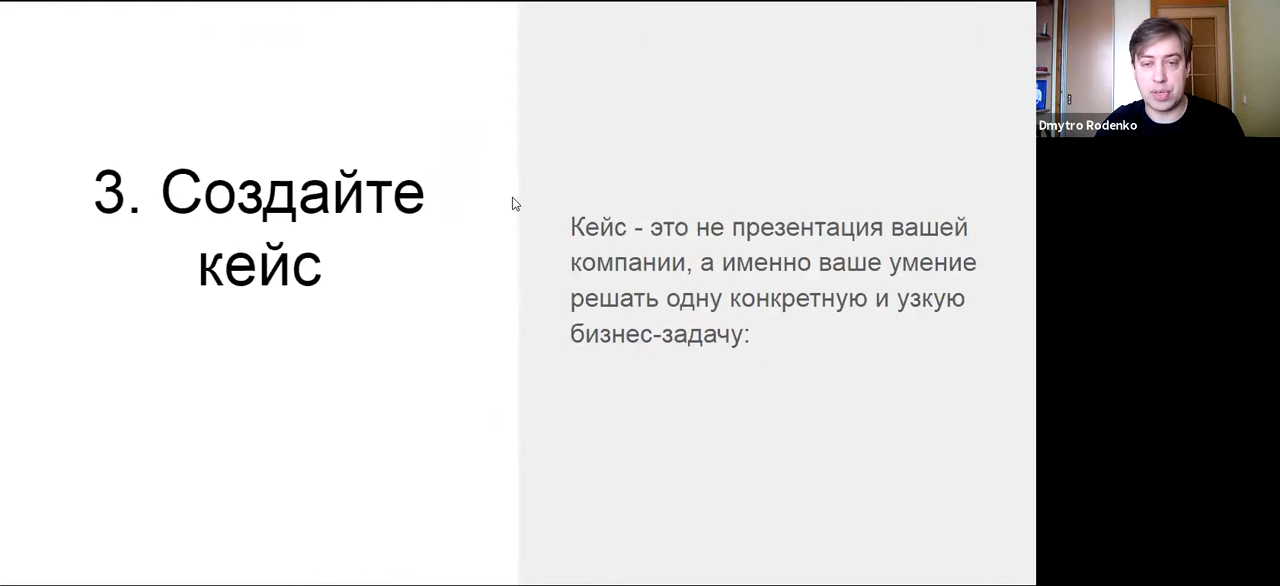 3. Создайте
кейс
Кейс - это не презентация вашей
компании, а именно ваше умение
решать одну конкретную и узкую
бизнес-задачу:
Dmytro Rodenko